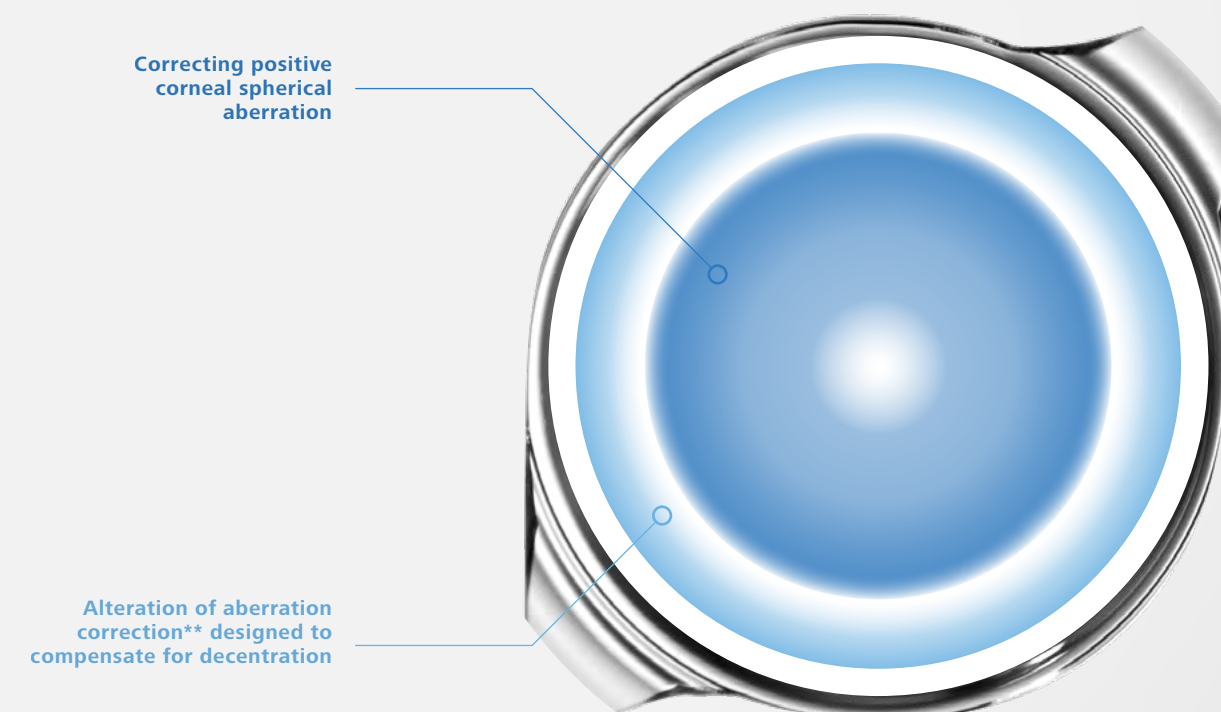 Correcting positive
corneal spherical
aberration
Alteration of aberration
correction** designed to
compensate for decentration